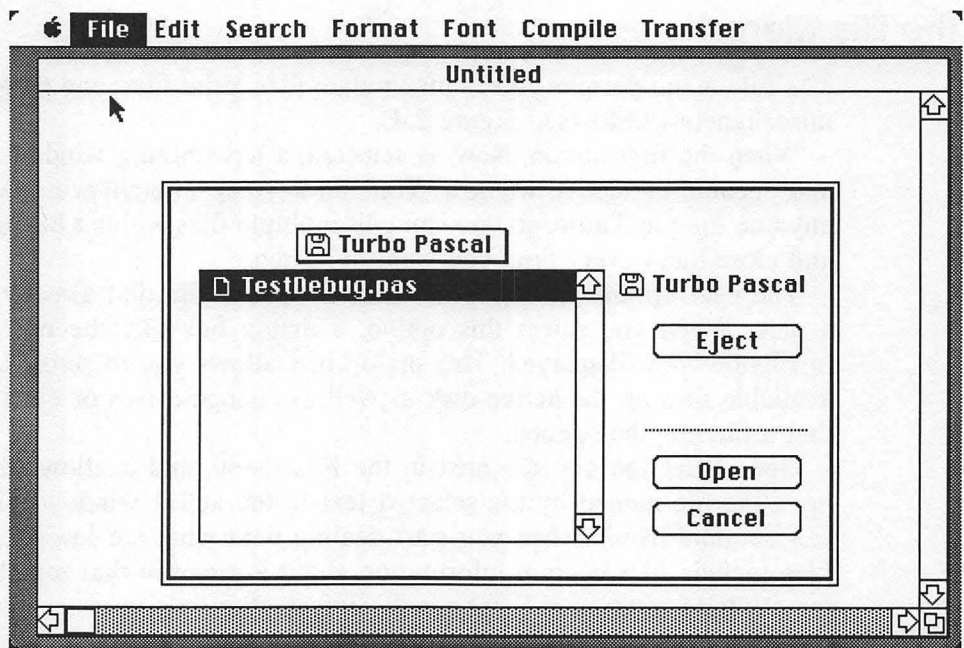 File Edit Search Format Font Compile Transfer
Untitled
Turbo Pascal
TestDebug.pas
Turbo Pascal
Eject
Open
Cancel